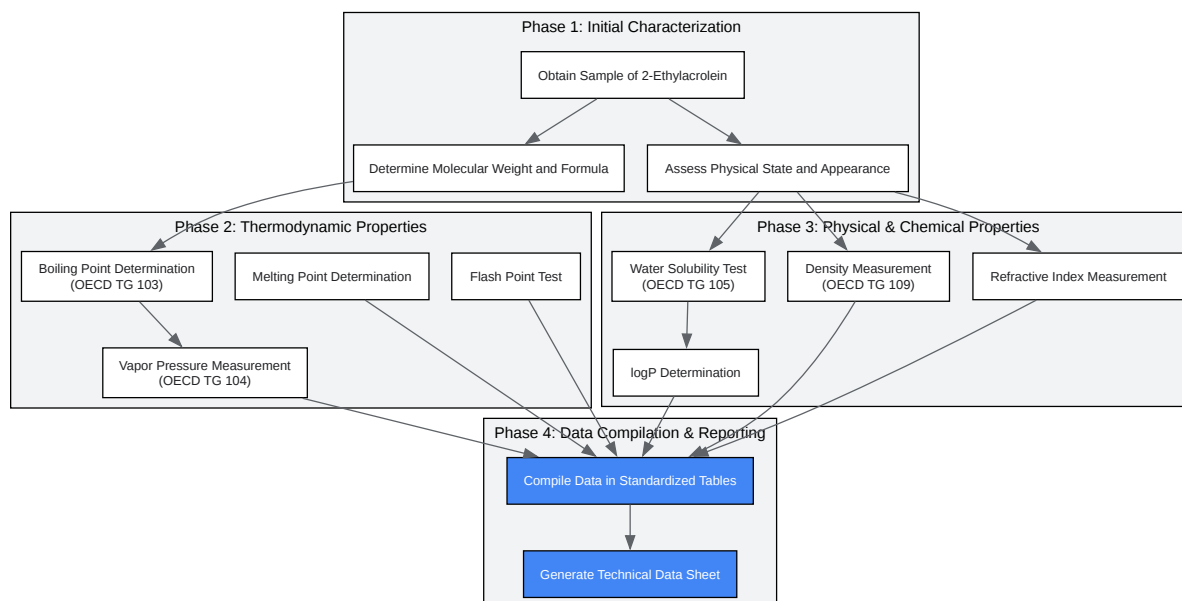 Phase 1: Initial Characterization
Obtain Sample of 2-Ethylacrolein
Determine Molecular Weight and Formula
Assess Physical State and Appearance
Phase 2: Thermodynamic Properties
Boiling Point Determination
(OECD TG 103)
Melting Point Determination
Flash Point Test
Vapor Pressure Measurement
(OECD TG 104)
Phase 3: Physical & Chemical Properties
Water Solubility Test
(OECD TG 105)
Density Measurement
(OECD TG 109)
Refractive Index Measurement
logP Determination
Phase 4: Data Compilation & Reporting
Compile Data in Standardized Tables
Generate Technical Data Sheet